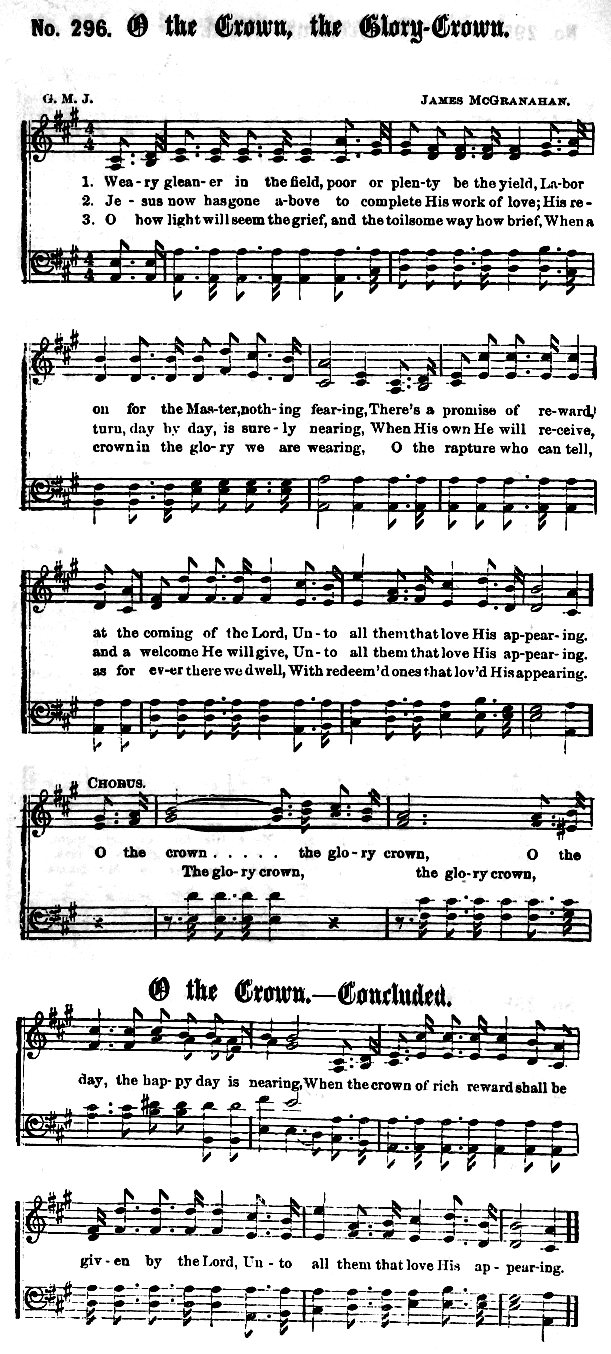 No. 296. O the Crown, the Glory-Crown.
G. M. J. JAMES MCGRANAHAN.
1. Wea-ry glean-er in the field, poor or plen-ty be the yield, La-bor
2. Je - sus now has gone a-bove to complete His work of love; His re-
3. O how light will seem the grief, and the toilsome way how brief, When a
on for the Mas-ter, noth-ing fearing, There's a promise of re-ward,
turn, day by day, is sure-ly nearing, When His own He will re-ceive,
crown in the glo-ry we are wearing, O the rapture who can tell,
at the coming of the Lord, Un-to all them that love His ap-pear-ing.
and a welcome He will give, Un-to all them that love His ap-pear-ing.
as for ev-er there we dwell, With redeem'd ones that lov'd His appearing.
CHORUS.
O the crown . . . . . the glo-ry crown, O the
The glo-ry crown, the glo-ry crown,
O the Crown.—Concluded.
day, the hap-py day is nearing, When the crown of rich reward shall be
giv-en by the Lord, Un-to all them that love His ap-pear-ing.